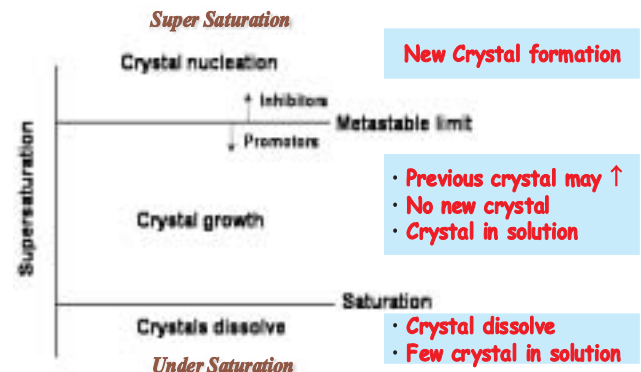 Super Saturation
Crystal nucleation
New Crystal formation
Inhibitors
Metastable limit
Promotors
Supersaturation
· Previous crystal may ↑
· No new crystal
· Crystal in solution
Crystal growth
Saturation
Crystals dissolve
· Crystal dissolve
· Few crystal in solution
Under Saturation